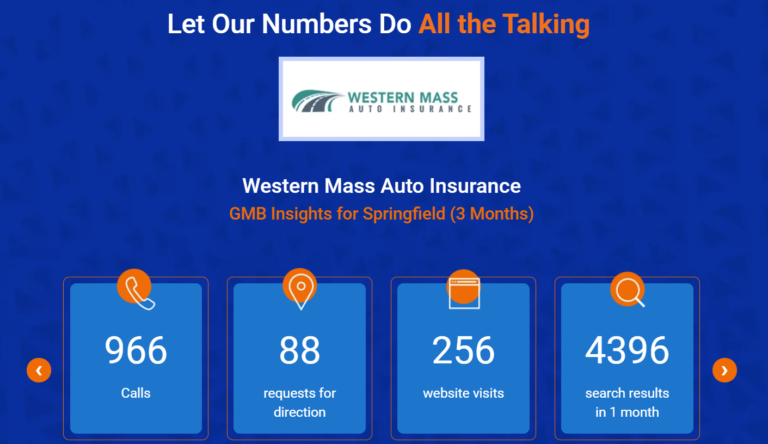 Let Our Numbers Do All the Talking
WESTERN MASS
AUTO INSURANCE
Western Mass Auto Insurance
GMB Insights for Springfield (3 Months)
966
Calls
88
requests for
direction
256
website visits
4396
search results
in 1 month